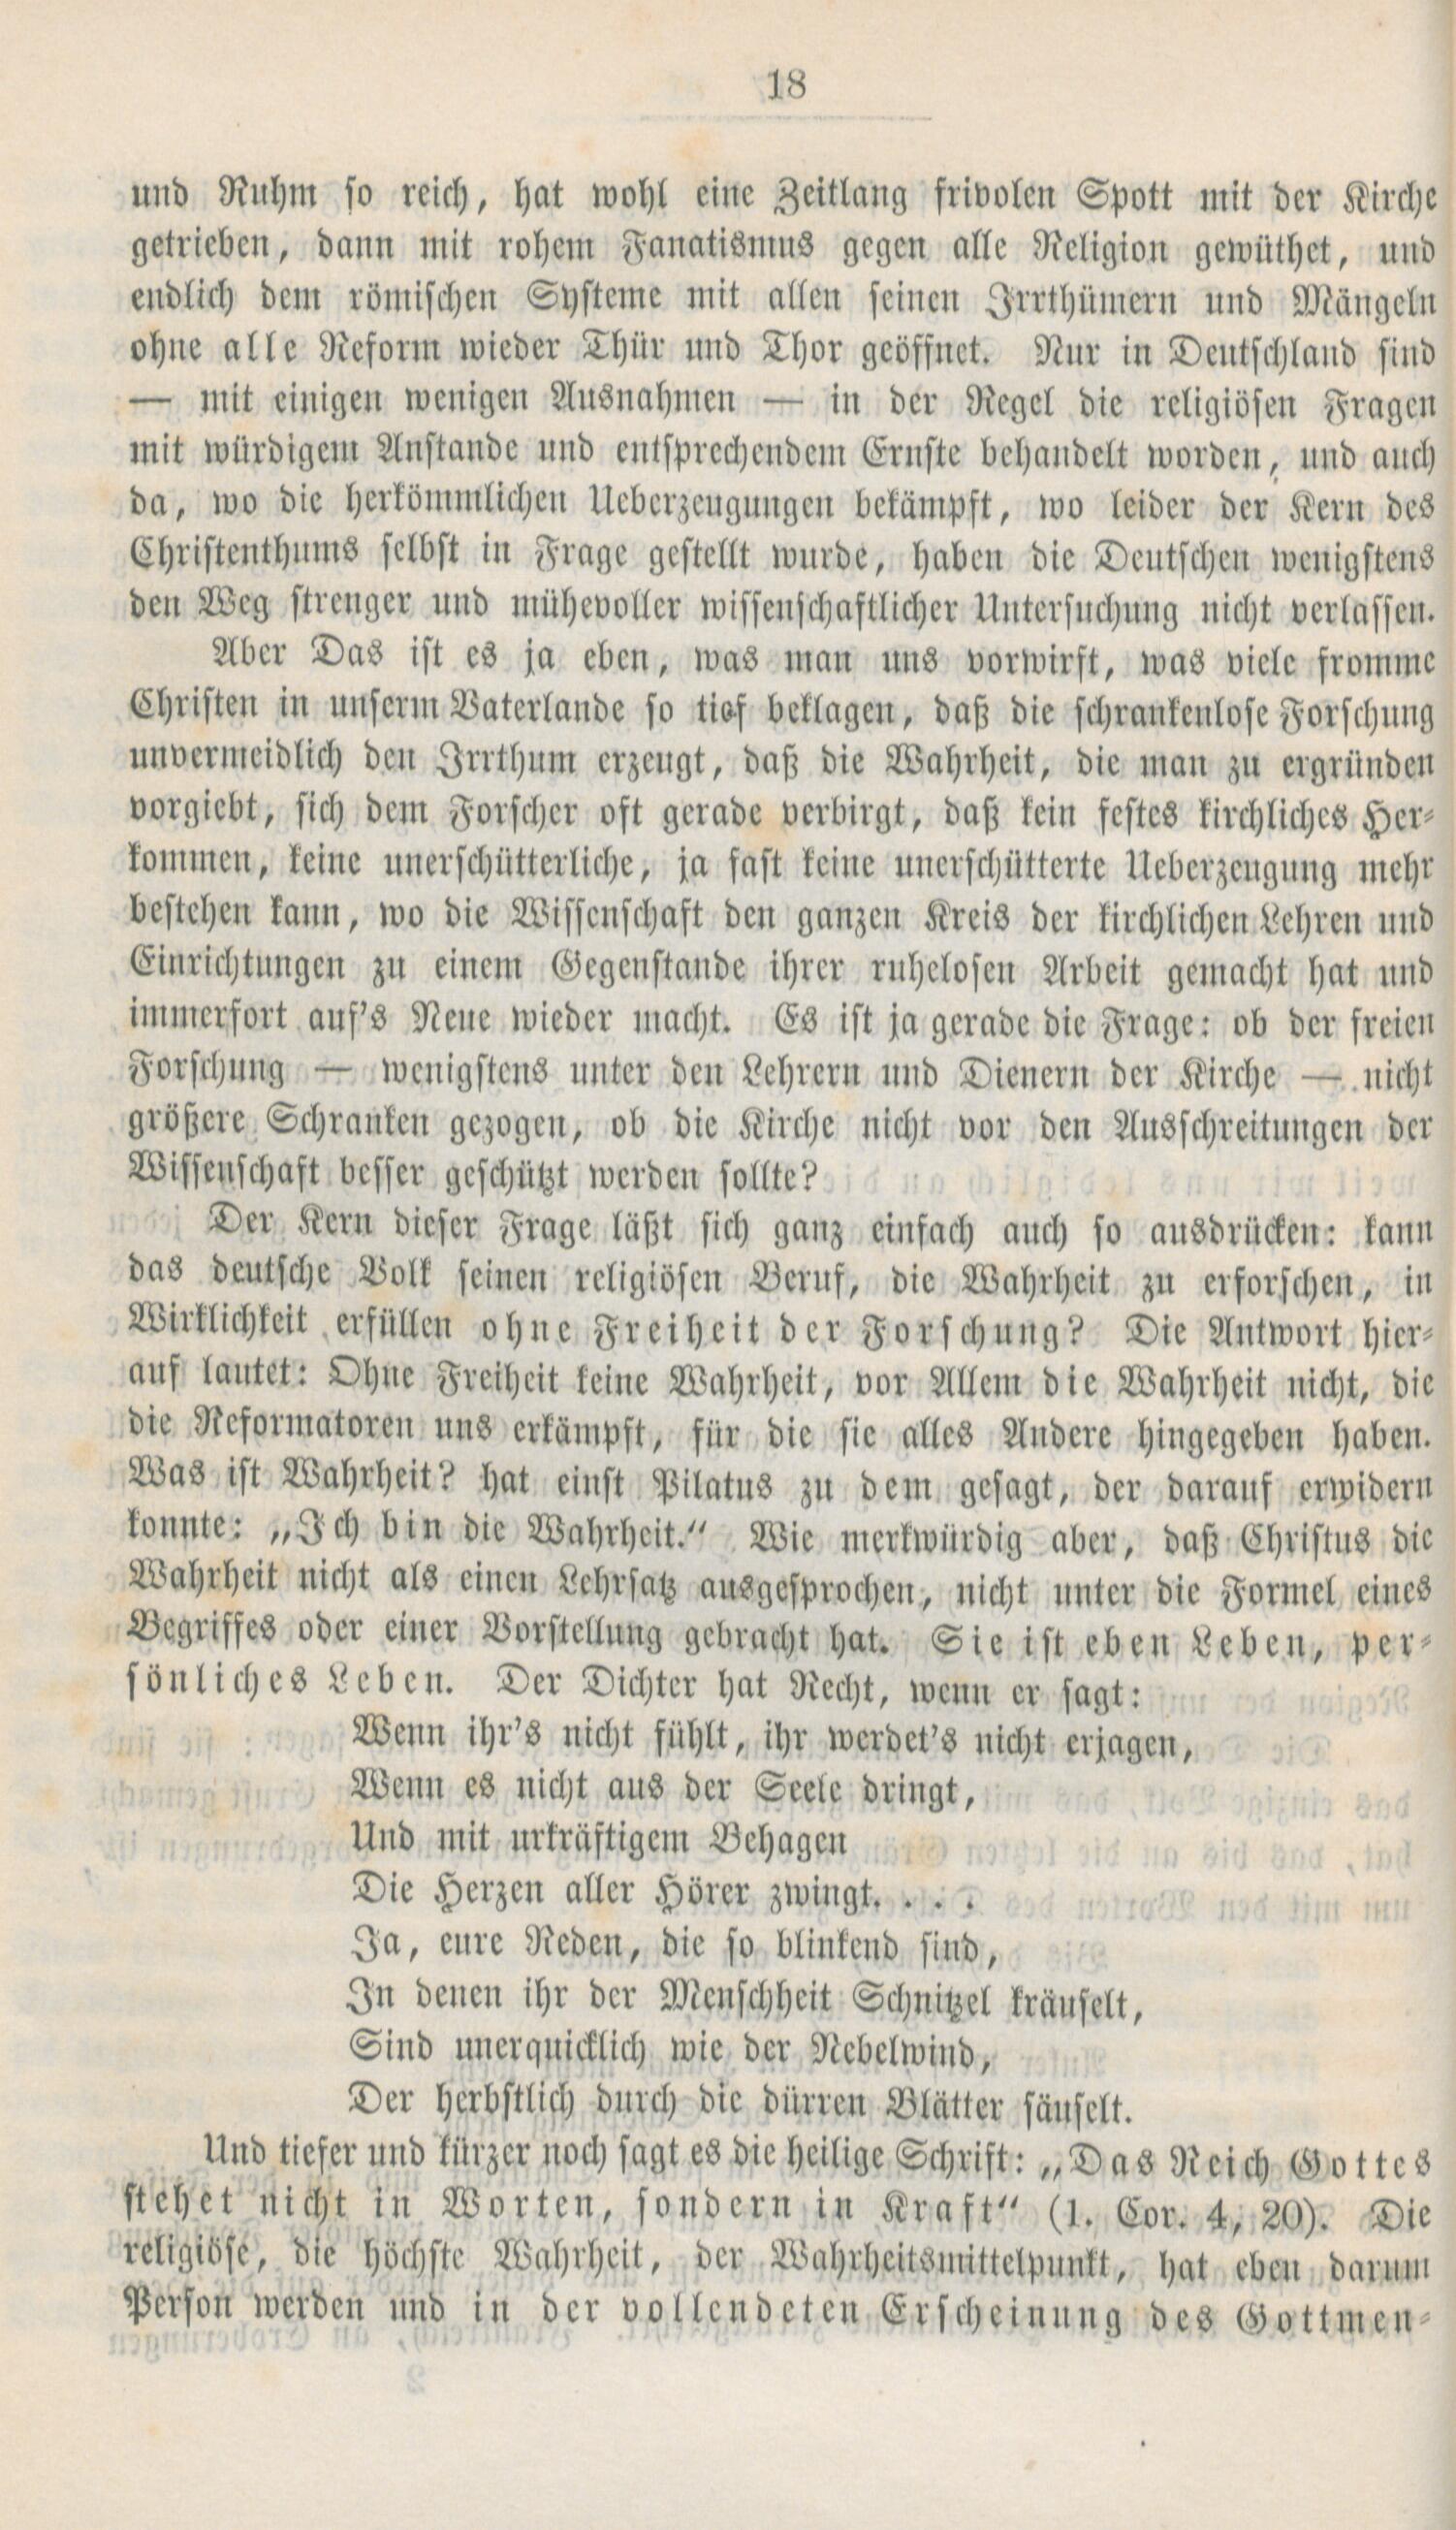 18
und Ruhm so reich, hat wohl eine Zeitlang frivolen Spott mit der Kirche
getrieben, dann mit rohem Fanatismus gegen alle Religion gewüthet, und
endlich dem römischen Systeme mit allen seinen Irrthümern und Mängeln
ohne alle Reform wieder Thür und Thor geöffnet. Nur in Deutschland sind
— mit einigen wenigen Ausnahmen — in der Regel die religiösen Fragen
mit würdigem Anstande und entsprechendem Ernste behandelt worden, und auch
da, wo die herkömmlichen Ueberzeugungen bekämpft, wo leider der Kern des
Christenthums selbst in Frage gestellt wurde, haben die Deutschen wenigstens
den Weg strenger und mühevoller wissenschaftlicher Untersuchung nicht verlassen.
Aber Das ist es ja eben, was man uns vorwirft, was viele fromme
Christen in unserm Vaterlande so tief beklagen, daß die schrankenlose Forschung
unvermeidlich den Irrthum erzeugt, daß die Wahrheit, die man zu ergründen
vorgiebt, sich dem Forscher oft gerade verbirgt, daß kein festes kirchliches Her-
kommen, keine unerschütterliche, ja fast keine unerschütterte Ueberzeugung mehr
bestehen kann, wo die Wissenschaft den ganzen Kreis der kirchlichen Lehren und
Einrichtungen zu einem Gegenstande ihrer ruhelosen Arbeit gemacht hat und
immerfort auf's Neue wieder macht. Es ist ja gerade die Frage: ob der freien
Forschung — wenigstens unter den Lehrern und Dienern der Kirche — nicht
größere Schranken gezogen, ob die Kirche nicht vor den Ausschreitungen der
Wissenschaft besser geschützt werden sollte?
Der Kern dieser Frage läßt sich ganz einfach auch so ausdrücken: kann
das deutsche Volk seinen religiösen Beruf, die Wahrheit zu erforschen, in
Wirklichkeit erfüllen ohne Freiheit der Forschung? Die Antwort hier-
auf lautet: Ohne Freiheit keine Wahrheit, vor Allem die Wahrheit nicht, die
die Reformatoren uns erkämpft, für die sie alles Andere hingegeben haben.
Was ist Wahrheit? hat einst Pilatus zu dem gesagt, der darauf erwidern
konnte: „Ich bin die Wahrheit.“ Wie merkwürdig aber, daß Christus die
Wahrheit nicht als einen Lehrsatz ausgesprochen, nicht unter die Formel eines
Begriffes oder einer Vorstellung gebracht hat. Sie ist eben Leben, per-
sönliches Leben. Der Dichter hat Recht, wenn er sagt:
Wenn ihr's nicht fühlt, ihr werdet's nicht erjagen,
Wenn es nicht aus der Seele dringt,
Und mit urkräftigem Behagen
Die Herzen aller Hörer zwingt. . . .
Ja, eure Reden, die so blinkend sind,
In denen ihr der Menschheit Schnitzel kräuselt,
Sind unerquicklich wie der Nebelwind,
Der herbstlich durch die dürren Blätter säuselt.
Und tiefer und kürzer noch sagt es die heilige Schrift: „Das Reich Gottes
stehet nicht in Worten, sondern in Kraft“ (1. Cor. 4, 20). Die
religiöse, die höchste Wahrheit, der Wahrheitsmittelpunkt, hat eben darum
Person werden und in der vollendeten Erscheinung des Gottmen-